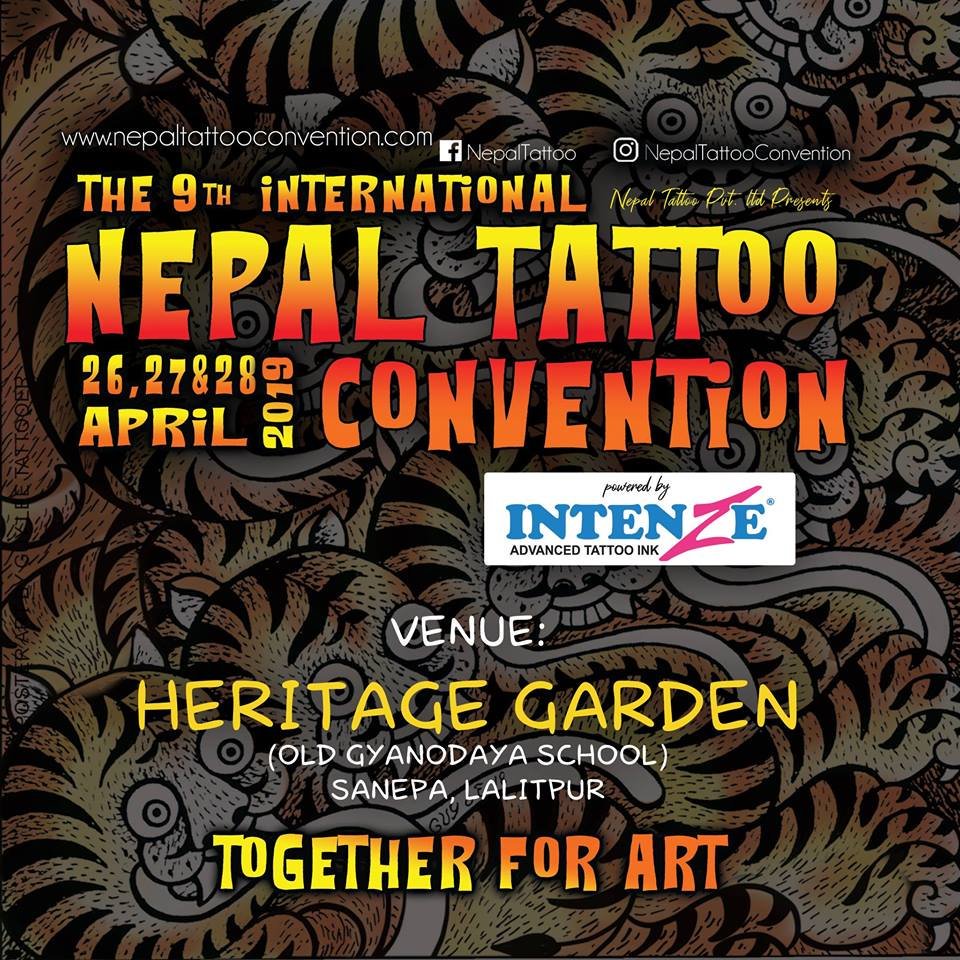 www.nepaltattooconvention.com
NepalTattoo
NepalTattooConvention
THE 9TH iNTERNATiONAL
Nepal Tattoo Pvt. ltd Presents
NEPAL TATTOO
26,27&28
APRiL
2019
CONVENTiON
powered by
INTENZE®
ADVANCED TATTOO INK
VENUE:
HERITAGE GARDEN
(OLD GYANODAYA SCHOOL)
SANEPA, LALITPUR
TOGETHER FOR ART